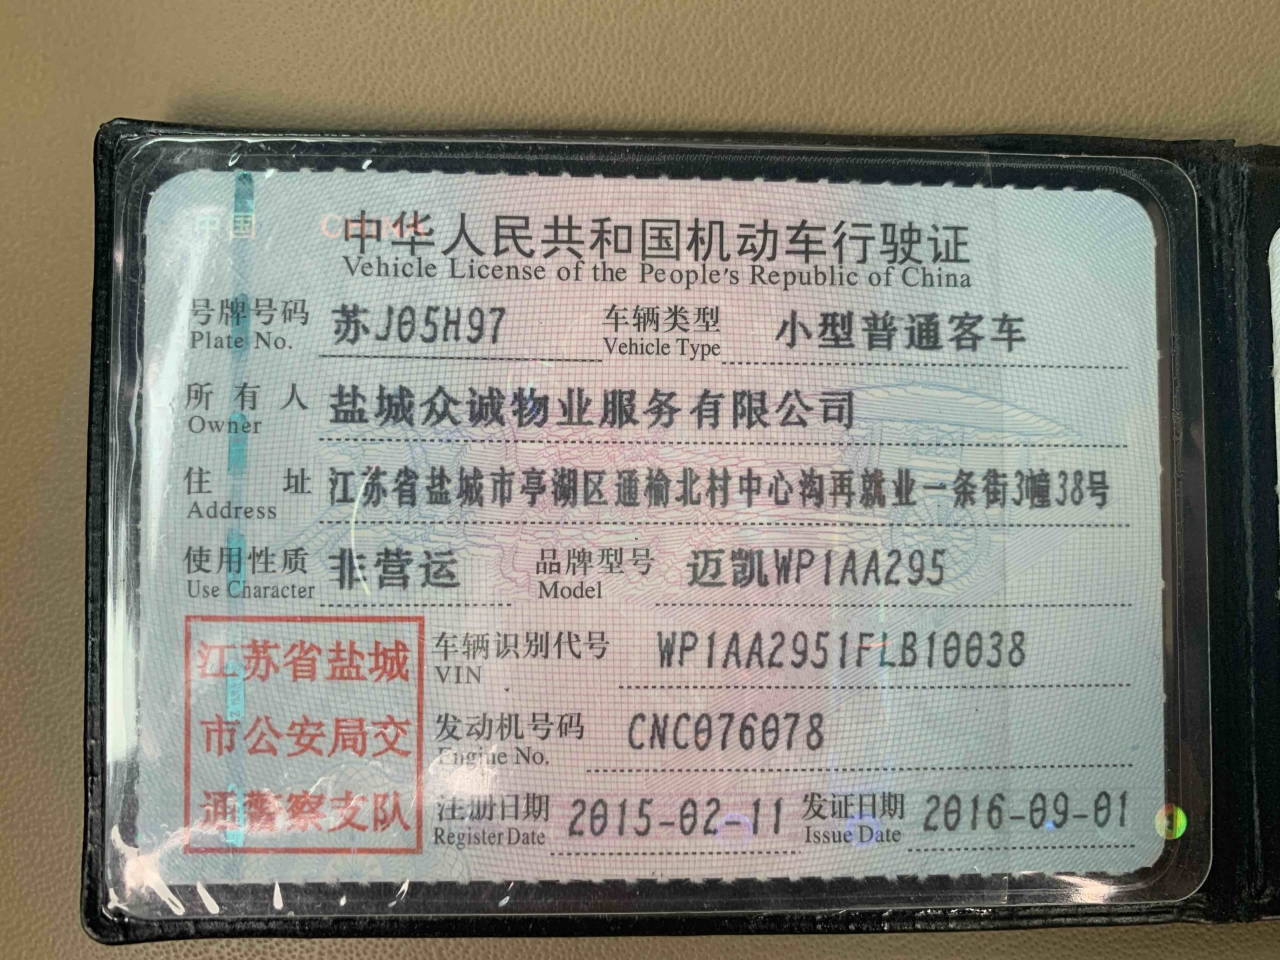 中国 CHINA
中华人民共和国机动车行驶证
Vehicle License of the People's Republic of China
号牌号码 苏J05H97 车辆类型 小型普通客车
Plate No. Vehicle Type
所有人 盐城众诚物业服务有限公司
Owner
住址 江苏省盐城市亭湖区通榆北村中心沟再就业一条街3幢38号
Address
使用性质 非营运 品牌型号 迈凯WP1AA295
Use Character Model
江苏省盐城
市公安局交
通警察支队
车辆识别代号 WP1AA2951FLB10038
VIN
发动机号码 CNC076078
Engine No.
注册日期 2015-02-11 发证日期 2016-09-01
Register Date Issue Date